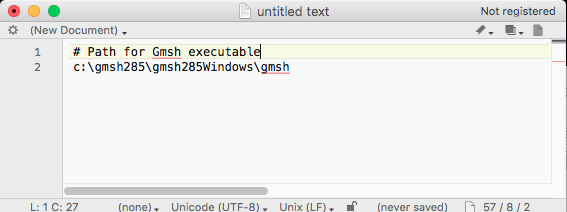 untitled text
Not registered
(New Document)
1 # Path for Gmsh executable
2 c:\gmsh285\gmsh285Windows\gmsh
L: 1 C: 27 (none) Unicode (UTF-8) Unix (LF) (never saved) 57 / 8 / 2